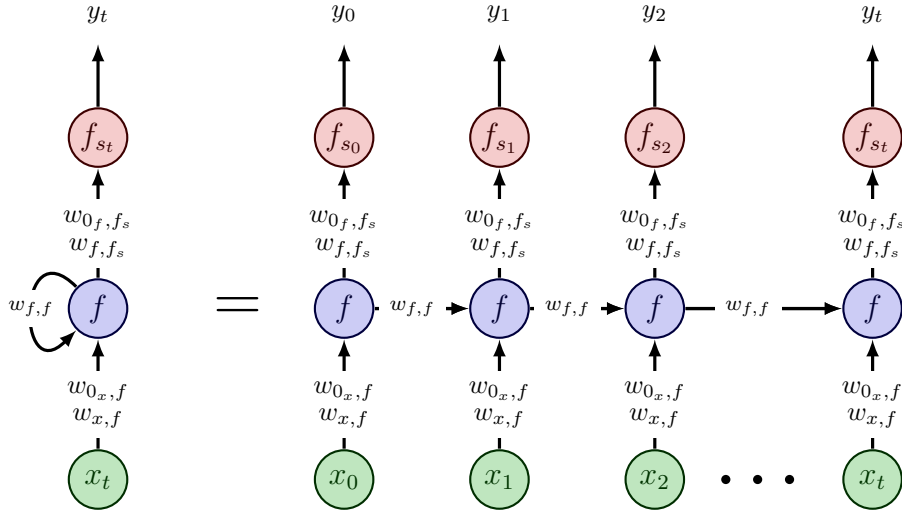 y_t y_0 y_1 y_2 y_t
f_{s_t} f_{s_0} f_{s_1} f_{s_2} f_{s_t}
w_{0_f,f_s} w_{0_f,f_s} w_{0_f,f_s} w_{0_f,f_s} w_{0_f,f_s}
w_{f,f_s} w_{f,f_s} w_{f,f_s} w_{f,f_s} w_{f,f_s}
w_{f,f} f = f w_{f,f} f w_{f,f} f w_{f,f} f
w_{0_x,f} w_{0_x,f} w_{0_x,f} w_{0_x,f} w_{0_x,f}
w_{x,f} w_{x,f} w_{x,f} w_{x,f} w_{x,f}
x_t x_0 x_1 x_2 . . . x_t